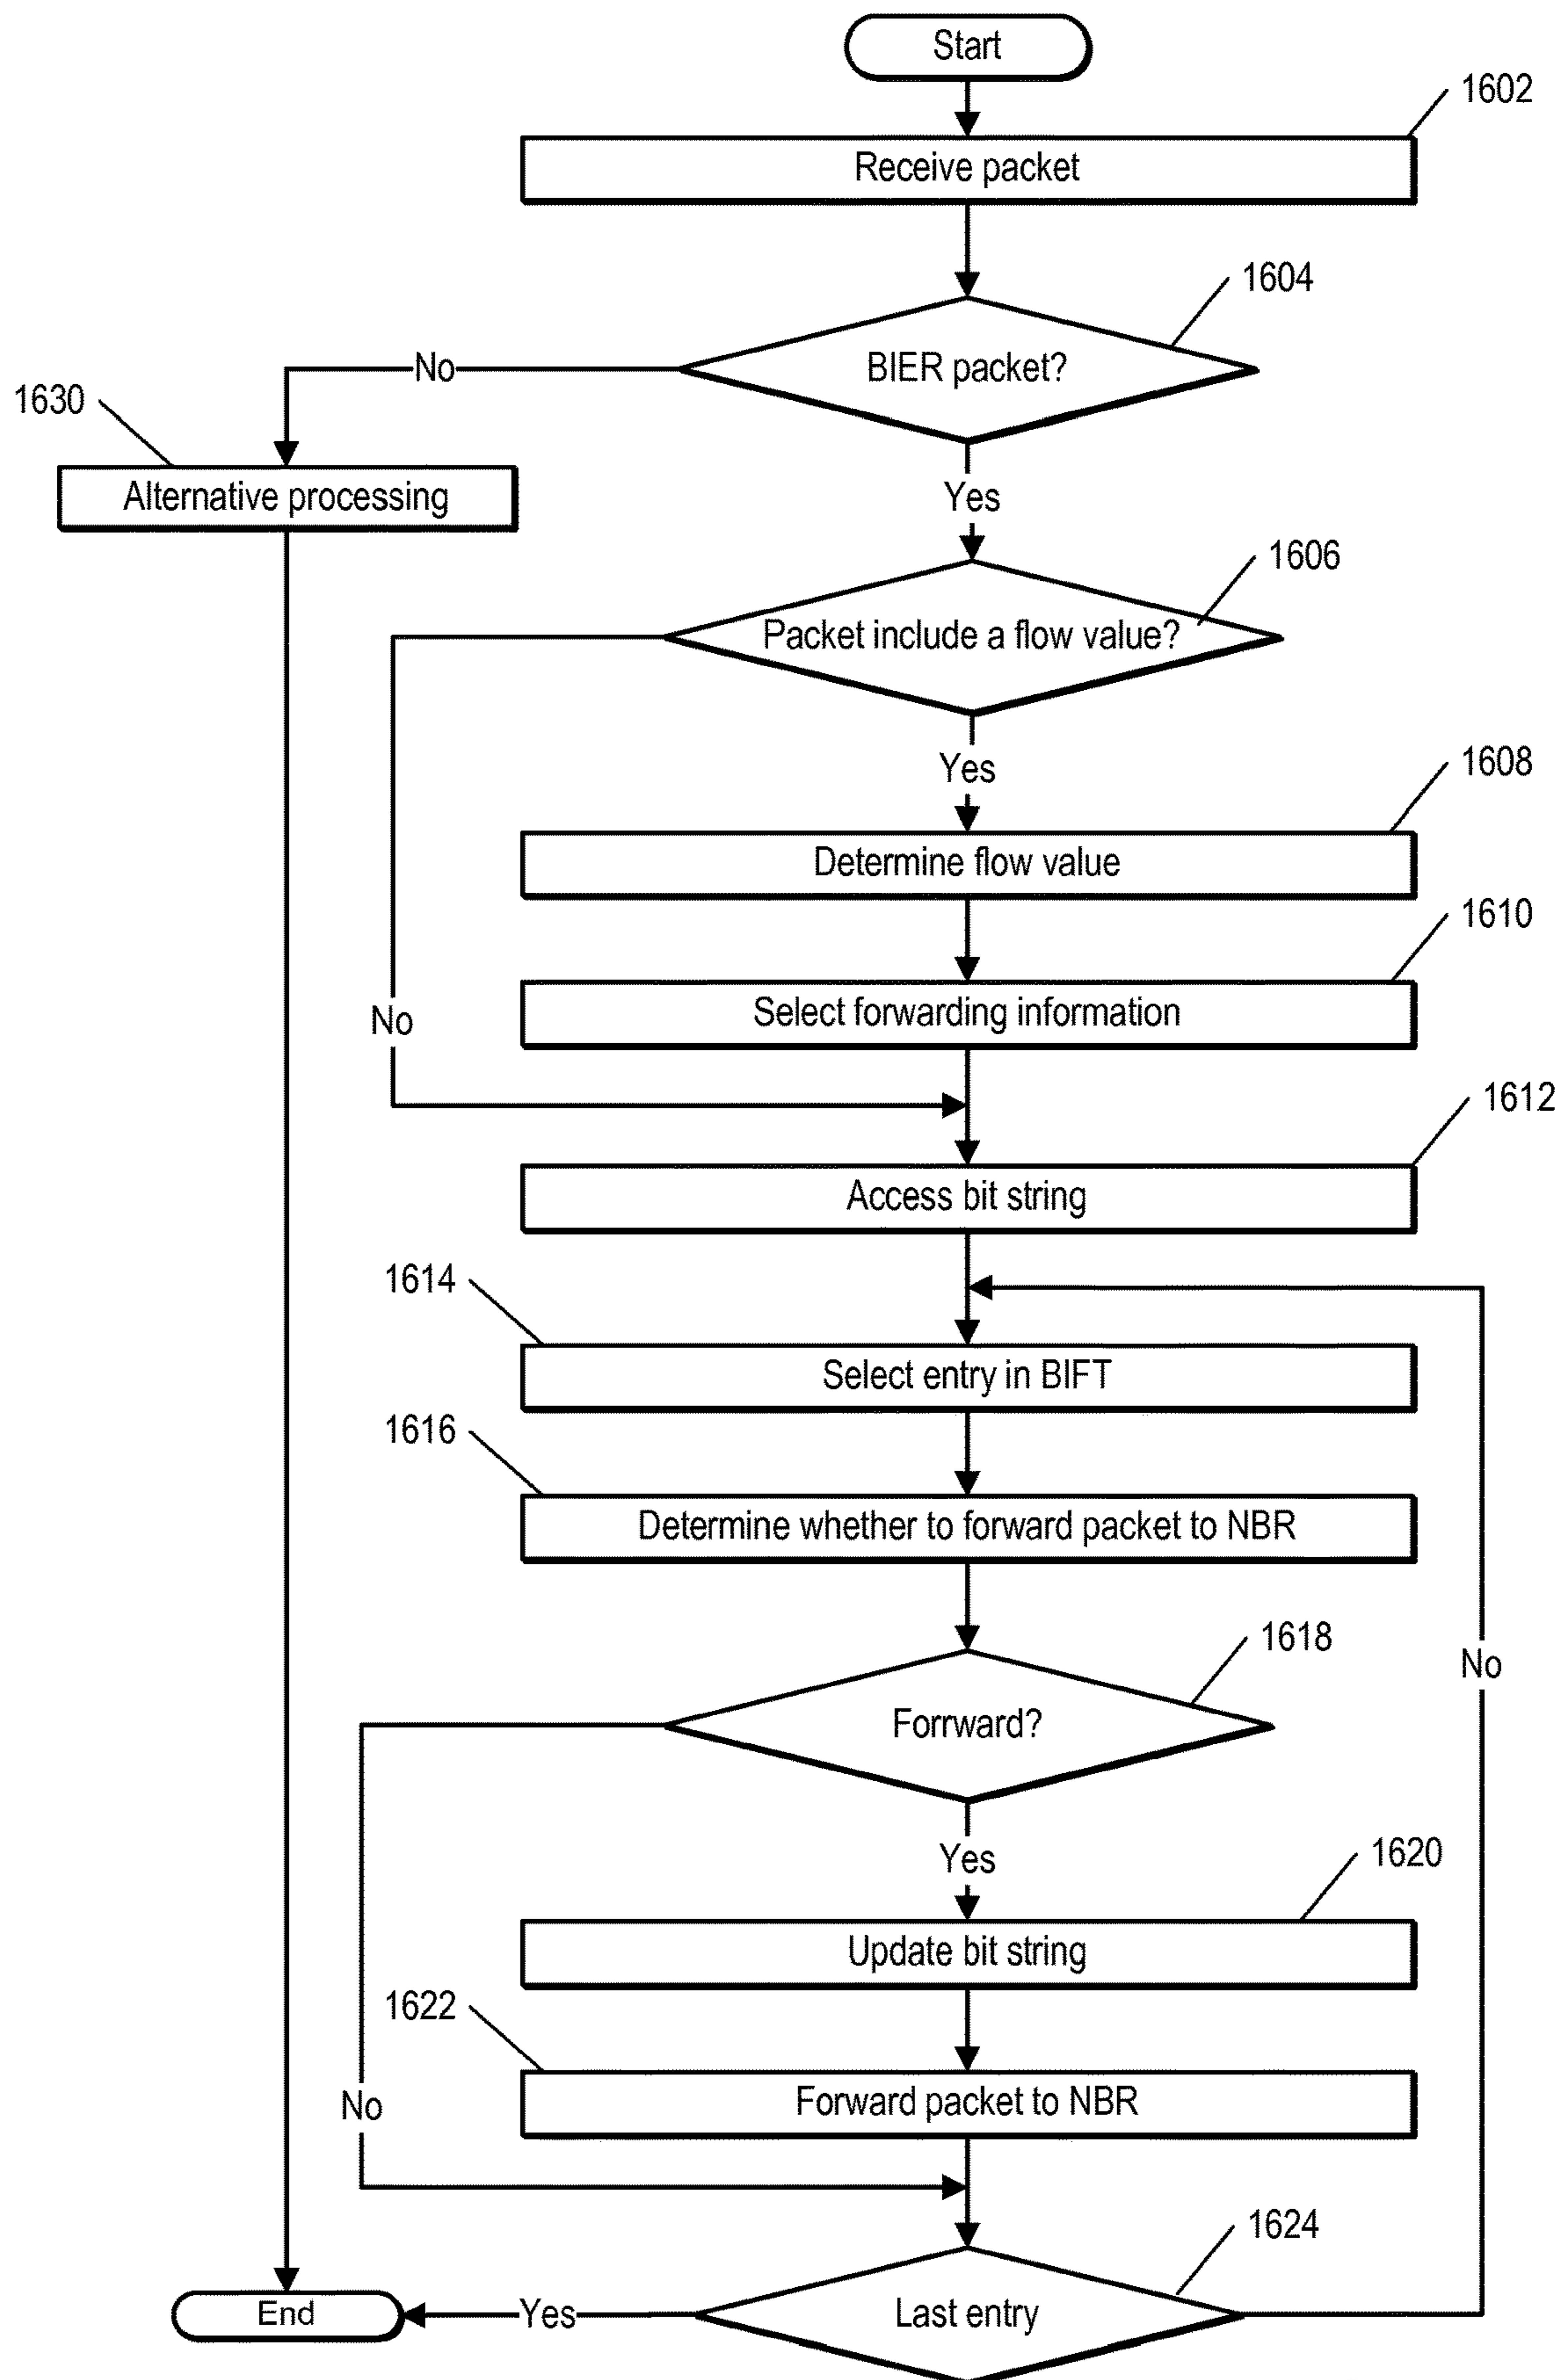 Start
1602
Receive packet
1604
BIER packet?
No
1630
Alternative processing
Yes
1606
Packet include a flow value?
Yes
1608
Determine flow value
1610
Select forwarding information
No
1612
Access bit string
1614
Select entry in BIFT
1616
Determine whether to forward packet to NBR
1618
Forrward?
No
Yes
1620
Update bit string
1622
Forward packet to NBR
No
1624
Last entry
Yes
End